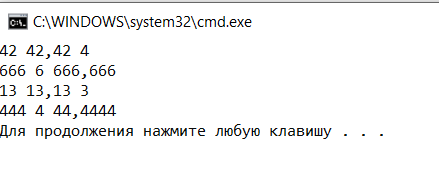 C:\WINDOWS\system32\cmd.exe
42 42,42 4
666 6 666,666
13 13,13 3
444 4 44,4444
Для продолжения нажмите любую клавишу . . .